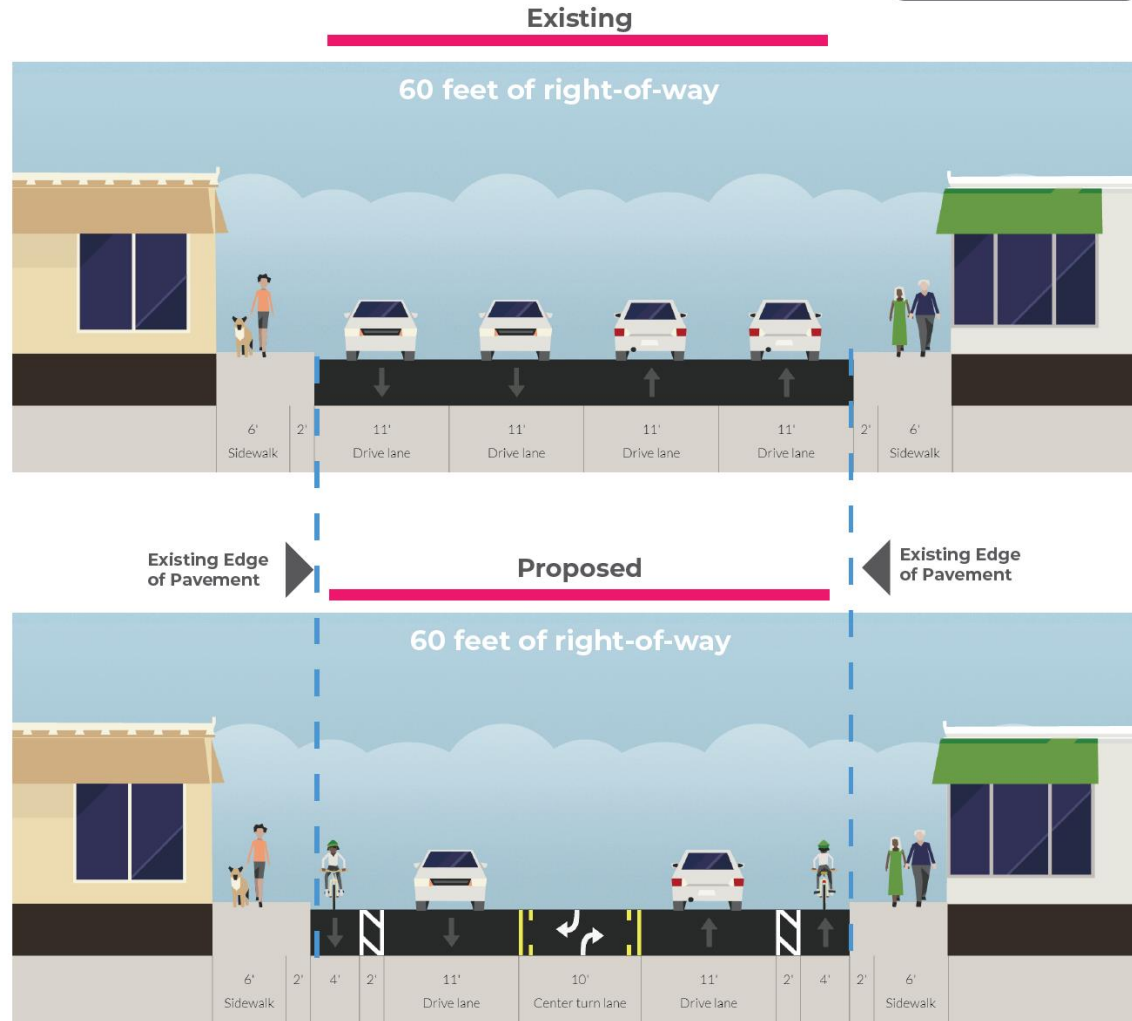 Existing
60 feet of right-of-way
6' 2' 11' 11' 11' 11' 2' 6'
Sidewalk Drive lane Drive lane Drive lane Drive lane Sidewalk
Existing Edge
of Pavement
Proposed
Existing Edge
of Pavement
60 feet of right-of-way
6' 2' 4' 2' 11' 10' 11' 2' 4' 2' 6'
Sidewalk Drive lane Center turn lane Drive lane Sidewalk